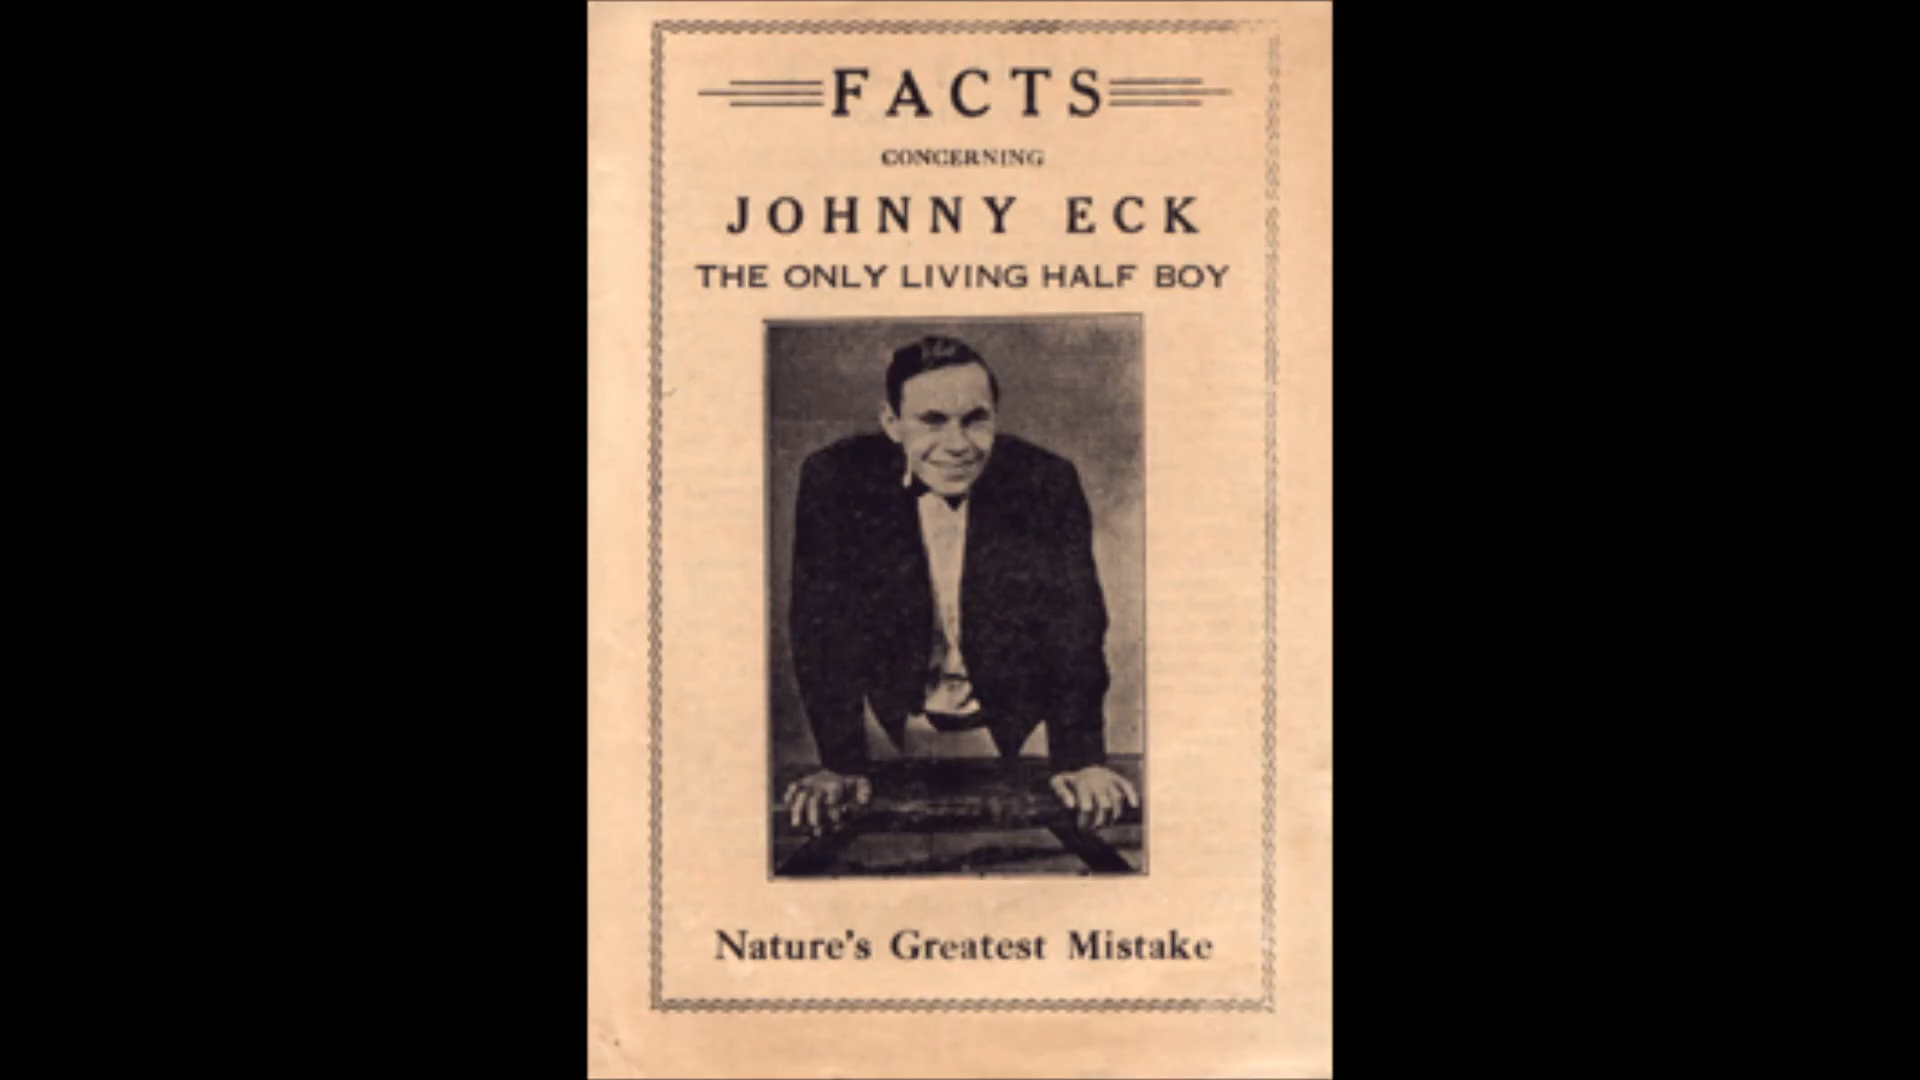 FACTS
CONCERNING
JOHNNY ECK
THE ONLY LIVING HALF BOY
Nature's Greatest Mistake